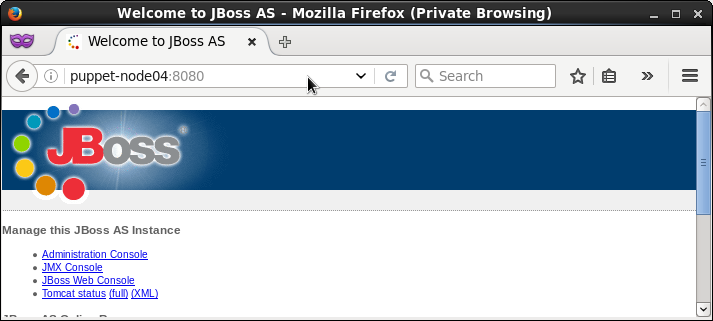 Welcome to JBoss AS - Mozilla Firefox (Private Browsing)
Welcome to JBoss AS
puppet-node04:8080
Search
JBoss
Manage this JBoss AS Instance
Administration Console
JMX Console
JBoss Web Console
Tomcat status (full) (XML)